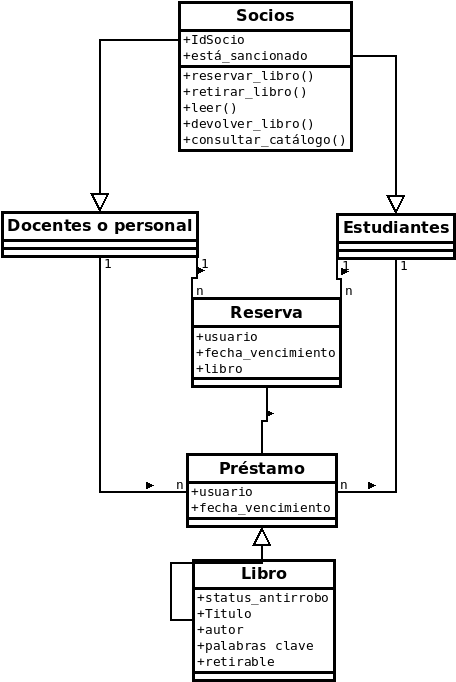 Socios
+IdSocio
+está_sancionado
+reservar_libro()
+retirar_libro()
+leer()
+devolver_libro()
+consultar_catálogo()
Docentes o personal
Estudiantes
1
1
1
1
n
n
Reserva
+usuario
+fecha_vencimiento
+libro
Préstamo
n
n
+usuario
+fecha_vencimiento
Libro
+status_antirrobo
+Titulo
+autor
+palabras clave
+retirable